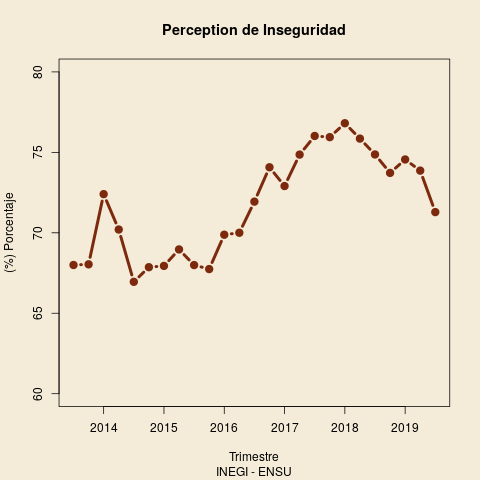 Perception de Inseguridad
(%) Porcentaje
80
75
70
65
60
2014 2015 2016 2017 2018 2019
Trimestre
INEGI - ENSU